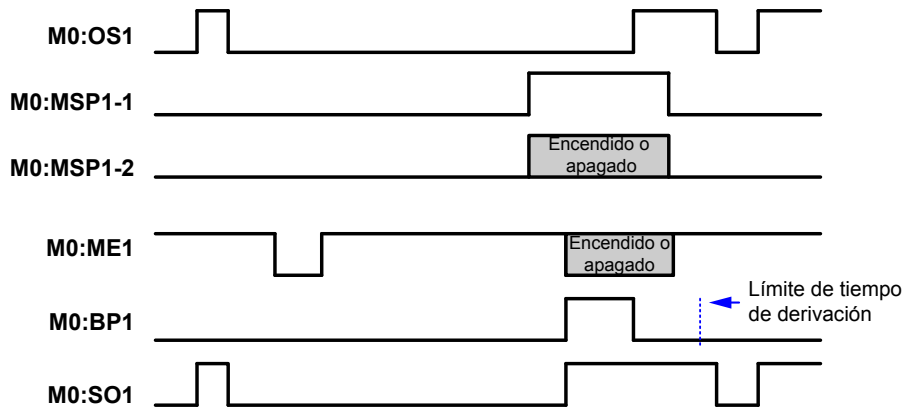 M0:OS1
M0:MSP1-1
M0:MSP1-2
Encendido o
apagado
M0:ME1
Encendido o
apagado
M0:BP1
Límite de tiempo
de derivación
M0:SO1